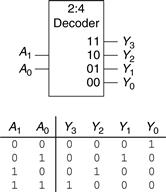 2:4
Decoder
11 Y₃
A₁ 10 Y₂
A₀ 01 Y₁
00 Y₀
A₁ A₀ Y₃ Y₂ Y₁ Y₀
0 0 0 0 0 1
0 1 0 0 1 0
1 0 0 1 0 0
1 1 1 0 0 0